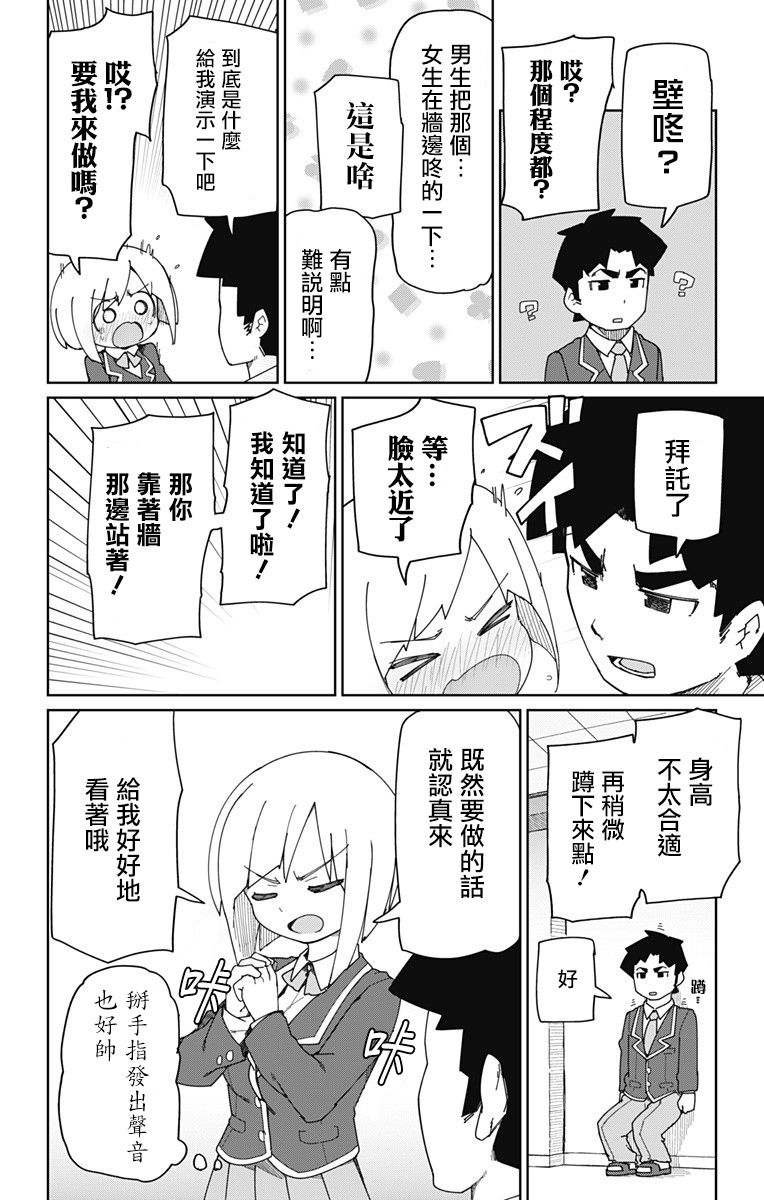 壁咚？
哎？
那個程度都？
男生把那個…
女生在牆邊咚的一下…
這是啥
有點
難說明啊…
到底是什麼
給我演示一下吧
哎!?
要我來做嗎？
拜託了
等…
臉太近了
知道了！
我知道了啦！
那你
靠著牆
那邊站著！
身高
不太合適
再稍微
蹲下來點！
好
蹲…
既然要做的話
就認真來
給我好好地
看著哦
咔
咔
掰手指發出聲音
也好帥